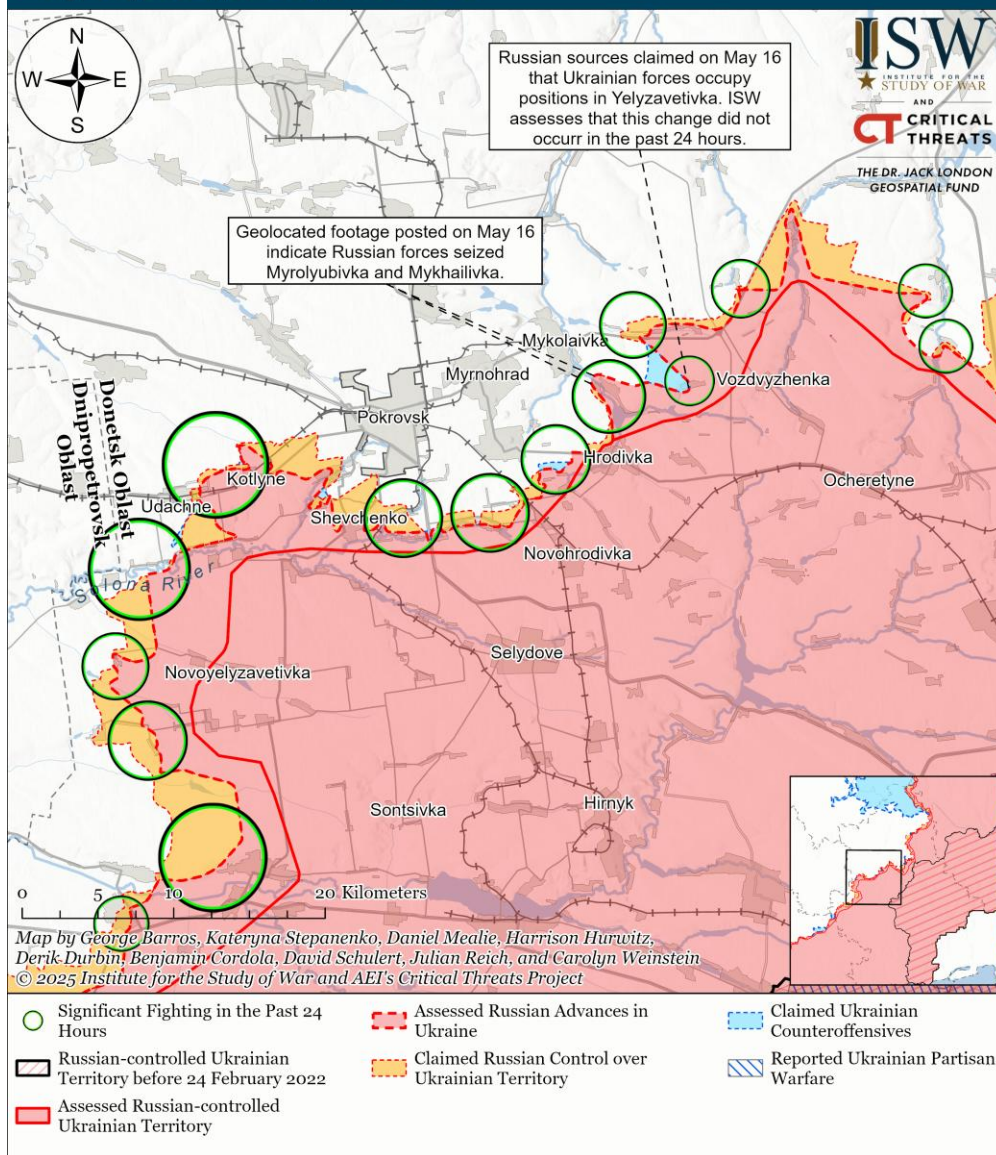 N
W
E
S
Russian sources claimed on May 16
that Ukrainian forces occupy
positions in Yelyzavetivka. ISW
assesses that this change did not
occur in the past 24 hours.
ISW
INSTITUTE FOR THE
STUDY OF WAR
AND
CT CRITICAL
THREATS
THE DR. JACK LONDON
GEOSPATIAL FUND
Geolocated footage posted on May 16
indicate Russian forces seized
Myrolyubivka and Mykhailivka.
Mykolaivka
Myrnohrad
Vozdvyzhenka
Pokrovsk
Donetsk Oblast
Dnipropetrovsk
Oblast
Hrodivka
Kotlyne
Ocheretyne
Udachne
Shevchenko
Novohrodivka
Solona River
Selydove
Novoyelyzavetivka
Sontsivka
Hirnyk
0 5 10 20 Kilometers
Map by George Barros, Kateryna Stepanenko, Daniel Mealie, Harrison Hurwitz,
Derik Durbin, Benjamin Cordola, David Schulert, Julian Reich, and Carolyn Weinstein
© 2025 Institute for the Study of War and AEI's Critical Threats Project
Significant Fighting in the Past 24
Hours
Russian-controlled Ukrainian
Territory before 24 February 2022
Assessed Russian-controlled
Ukrainian Territory
Assessed Russian Advances in
Ukraine
Claimed Russian Control over
Ukrainian Territory
Claimed Ukrainian
Counteroffensives
Reported Ukrainian Partisan
Warfare